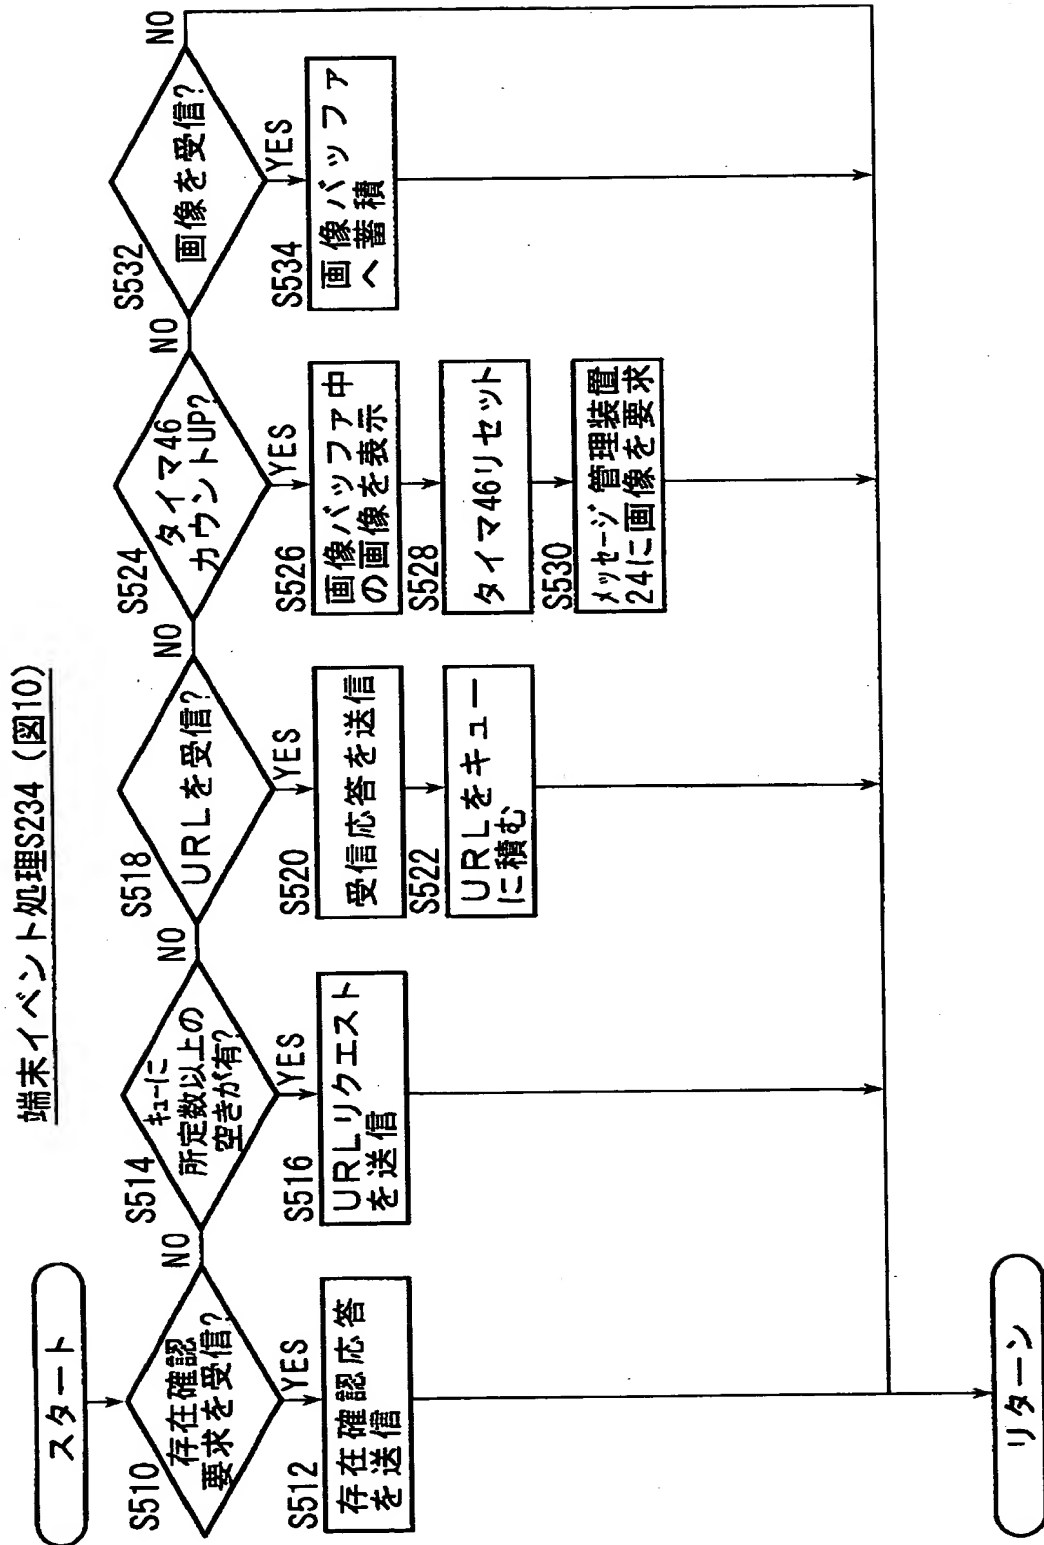 端末イベント処理S234 (図10)
スタート
S510
存在確認
要求を受信?
NO
YES
S512
存在確認応答
を送信
S514
キューに
所定数以上の
空きが有?
NO
YES
S516
URLリクエスト
を送信
S518
URLを受信?
NO
YES
S520
受信応答を送信
S522
URLをキュー
に積む
S524
タイマ46
カウントUP?
NO
YES
S526
画像バッファ中
の画像を表示
S528
タイマ46リセット
S530
メッセージ管理装置
24に画像を要求
S532
画像を受信?
NO
YES
S534
画像バッファ
へ蓄積
リターン